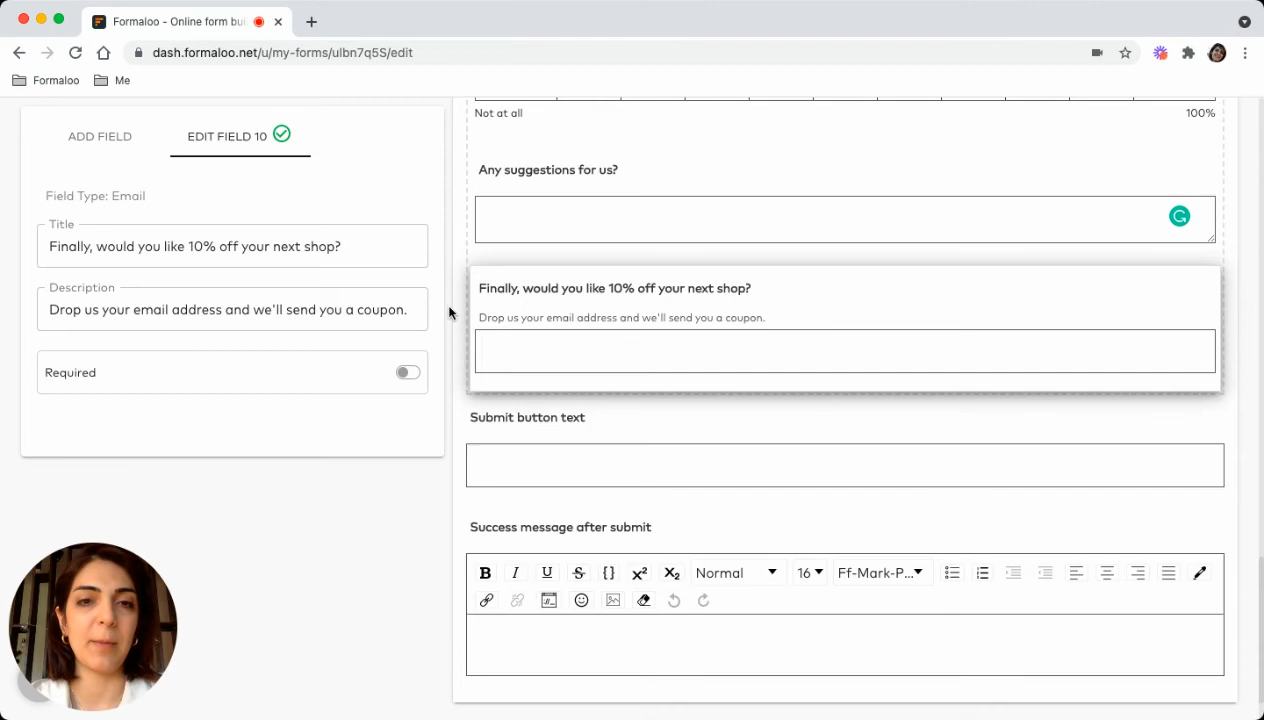 Formaloo - Online form bui
dash.formaloo.net/u/my-forms/ulbn7q5S/edit
Formaloo
Me
ADD FIELD
EDIT FIELD 10
Field Type: Email
Title
Finally, would you like 10% off your next shop?
Description
Drop us your email address and we'll send you a coupon.
Required
Not at all
100%
Any suggestions for us?
Finally, would you like 10% off your next shop?
Drop us your email address and we'll send you a coupon.
Submit button text
Success message after submit
B I U S {} X² X₂ Normal 16 Ff-Mark-P...